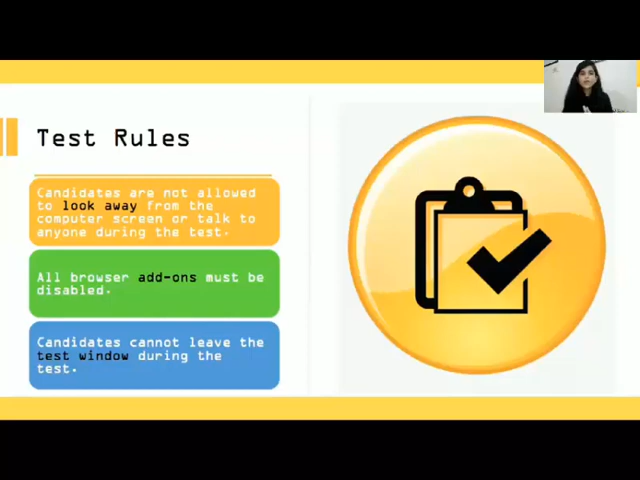 Test Rules
Candidates are not allowed
to look away from the
computer screen or talk to
anyone during the test.
All browser add-ons must be
disabled.
Candidates cannot leave the
test window during the
test.